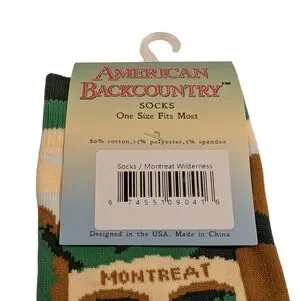 AMERICAN
BACKCOUNTRY™
SOCKS
One Size Fits Most
80% cotton, 15% polyester, 5% spandex
Socks / Montreat Wilderness
6 74551 09041 6
Designed in the USA. Made in China
MONTREAT